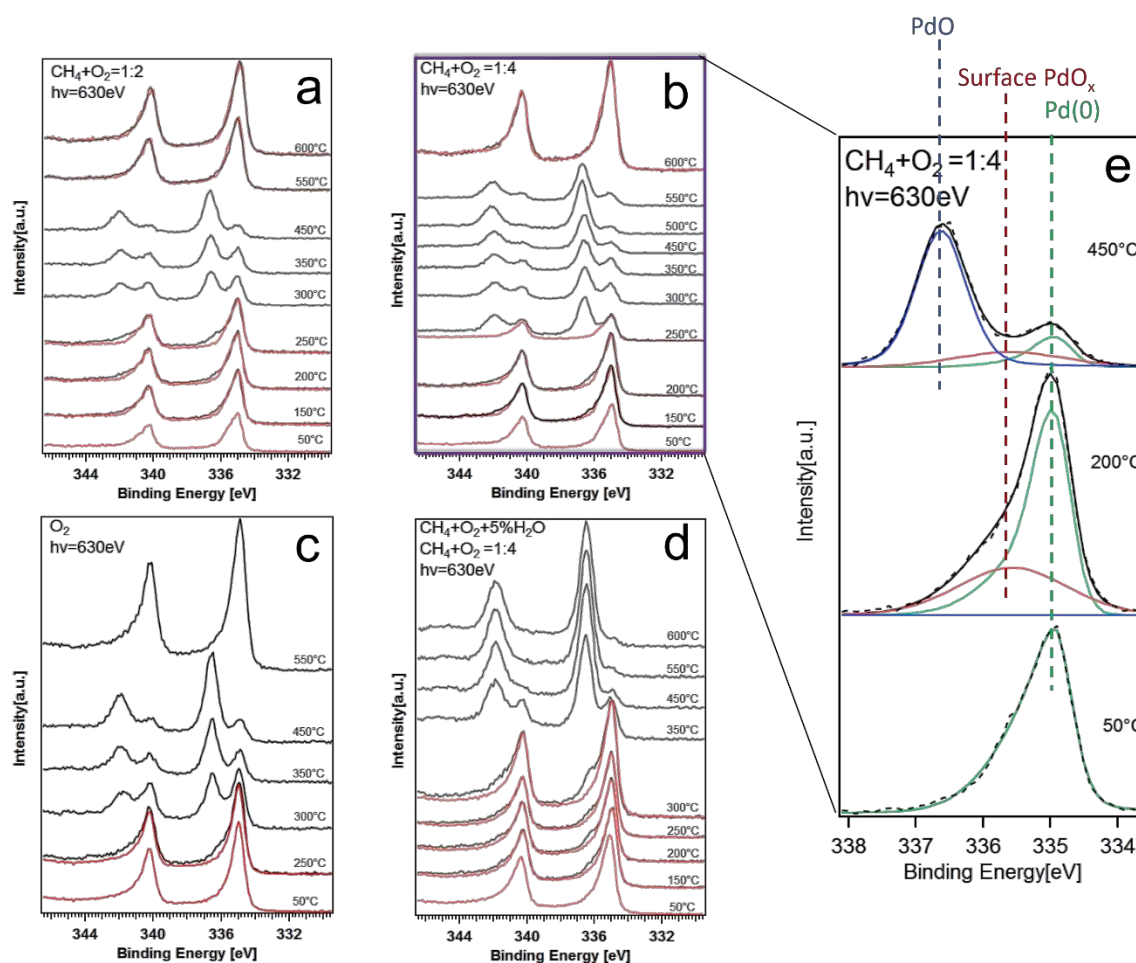 CH₄+O₂=1:2
hv=630eV
a
600°C
550°C
450°C
350°C
300°C
250°C
200°C
150°C
50°C
Intensity[a.u.]
344 340 336 332
Binding Energy [eV]
CH₄+O₂=1:4
hv=630eV
b
600°C
550°C
500°C
450°C
350°C
300°C
250°C
200°C
150°C
50°C
Intensity[a.u.]
344 340 336 332
Binding Energy [eV]
O₂
hv=630eV
c
550°C
450°C
350°C
300°C
250°C
50°C
Intensity[a.u.]
344 340 336 332
Binding Energy [eV]
CH₄+O₂+5%H₂O
CH₄+O₂=1:4
hv=630eV
d
600°C
550°C
450°C
350°C
300°C
250°C
200°C
150°C
50°C
Intensity[a.u.]
344 340 336 332
Binding Energy [eV]
PdO
Surface PdOₓ
Pd(0)
CH₄+O₂=1:4
hv=630eV
e
450°C
200°C
50°C
Intensity[a.u.]
338 337 336 335 334
Binding Energy[eV]